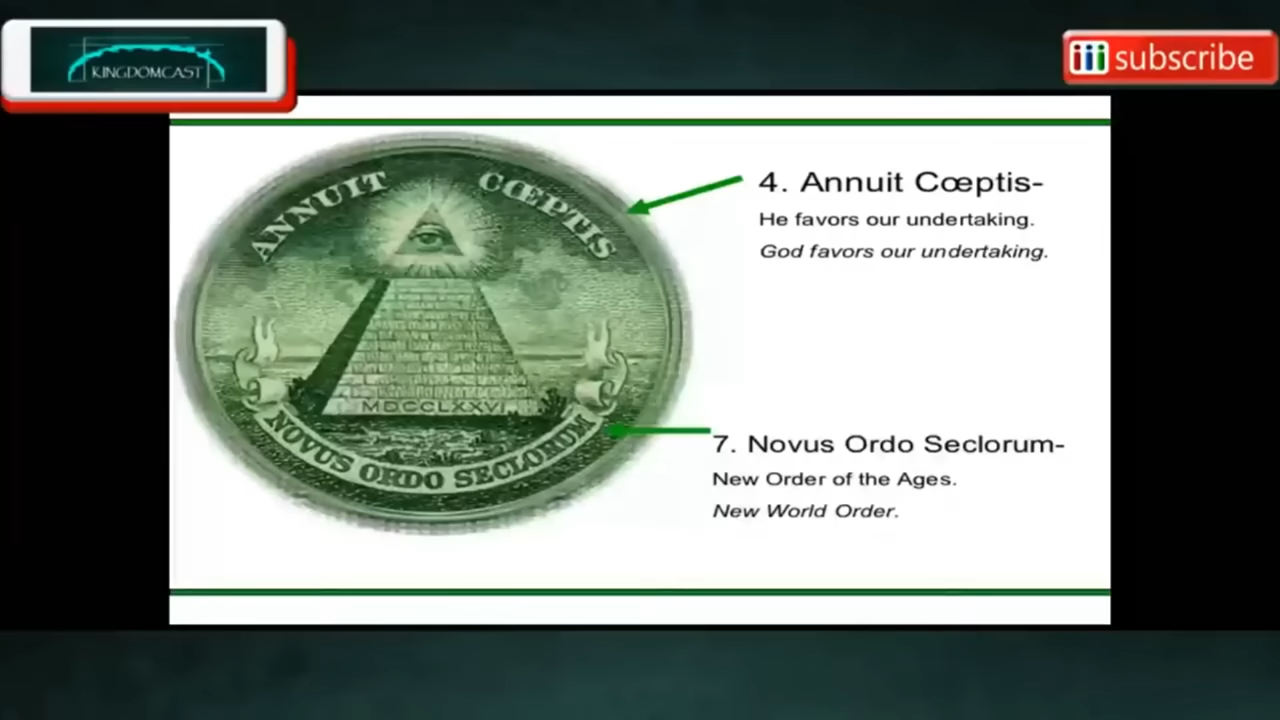 KINGDOMCAST
subscribe
ANNUIT CŒPTIS
4. Annuit Cœptis-
He favors our undertaking.
God favors our undertaking.
MDCCLXXVI
NOVUS ORDO SECLORUM
7. Novus Ordo Seclorum-
New Order of the Ages.
New World Order.